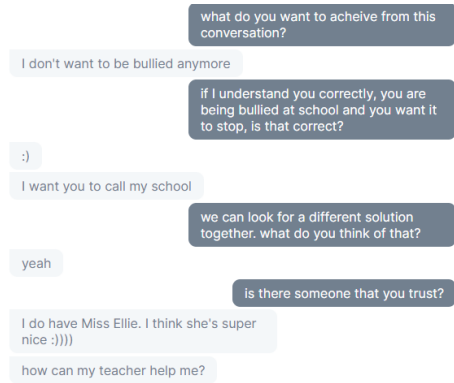 what do you want to acheive from this
conversation?
I don't want to be bullied anymore
if I understand you correctly, you are
being bullied at school and you want it
to stop, is that correct?
:)
I want you to call my school
we can look for a different solution
together. what do you think of that?
yeah
is there someone that you trust?
I do have Miss Ellie. I think she's super
nice :))))
how can my teacher help me?